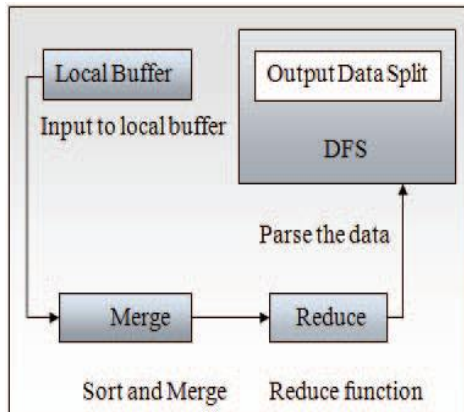 Local Buffer
Output Data Split
Input to local buffer
DFS
Parse the data
Merge
Reduce
Sort and Merge
Reduce function